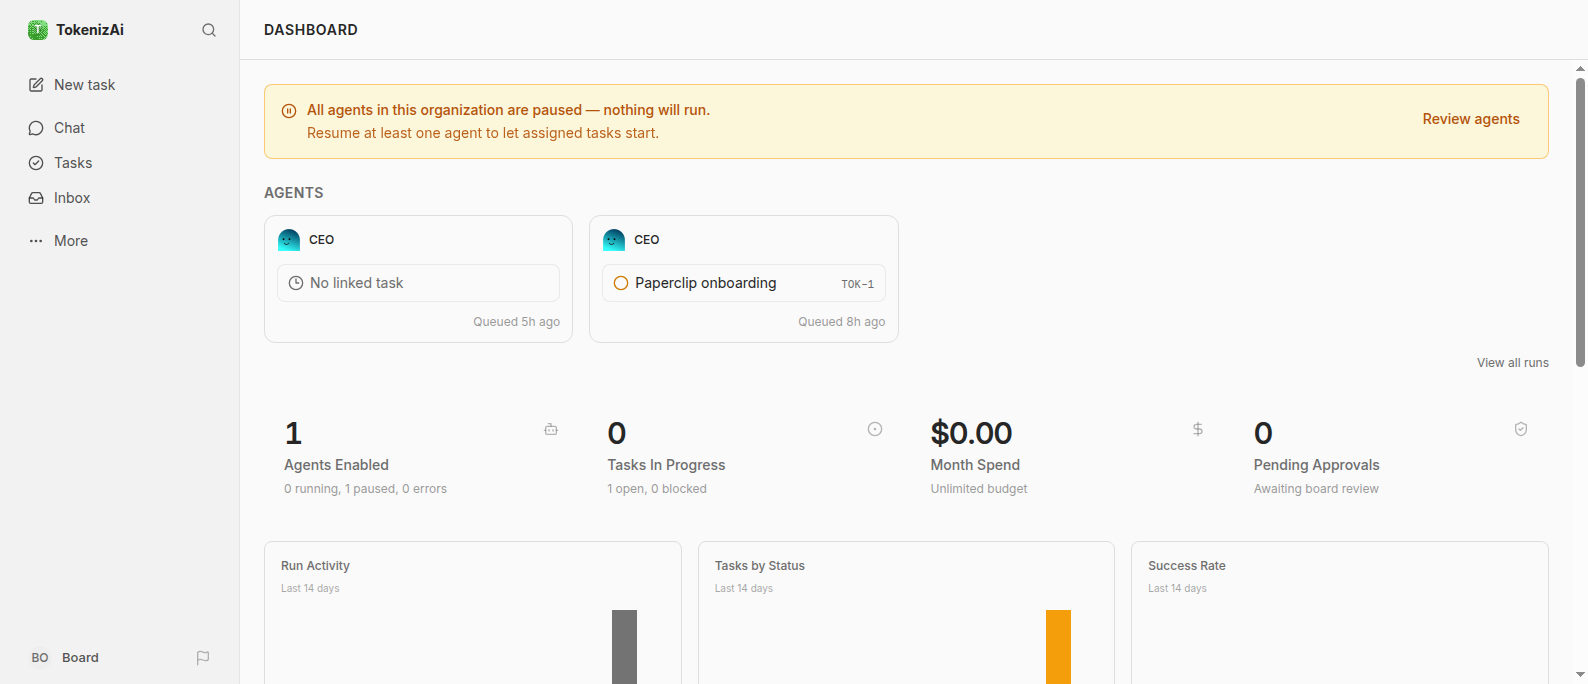 TokenizAi
DASHBOARD
New task
Chat
Tasks
Inbox
More
All agents in this organization are paused — nothing will run.
Resume at least one agent to let assigned tasks start.
Review agents
AGENTS
CEO
No linked task
Queued 5h ago
CEO
Paperclip onboarding TOK-1
Queued 8h ago
View all runs
1
Agents Enabled
0 running, 1 paused, 0 errors
0
Tasks In Progress
1 open, 0 blocked
$0.00
Month Spend
Unlimited budget
0
Pending Approvals
Awaiting board review
Run Activity
Last 14 days
Tasks by Status
Last 14 days
Success Rate
Last 14 days
BO Board